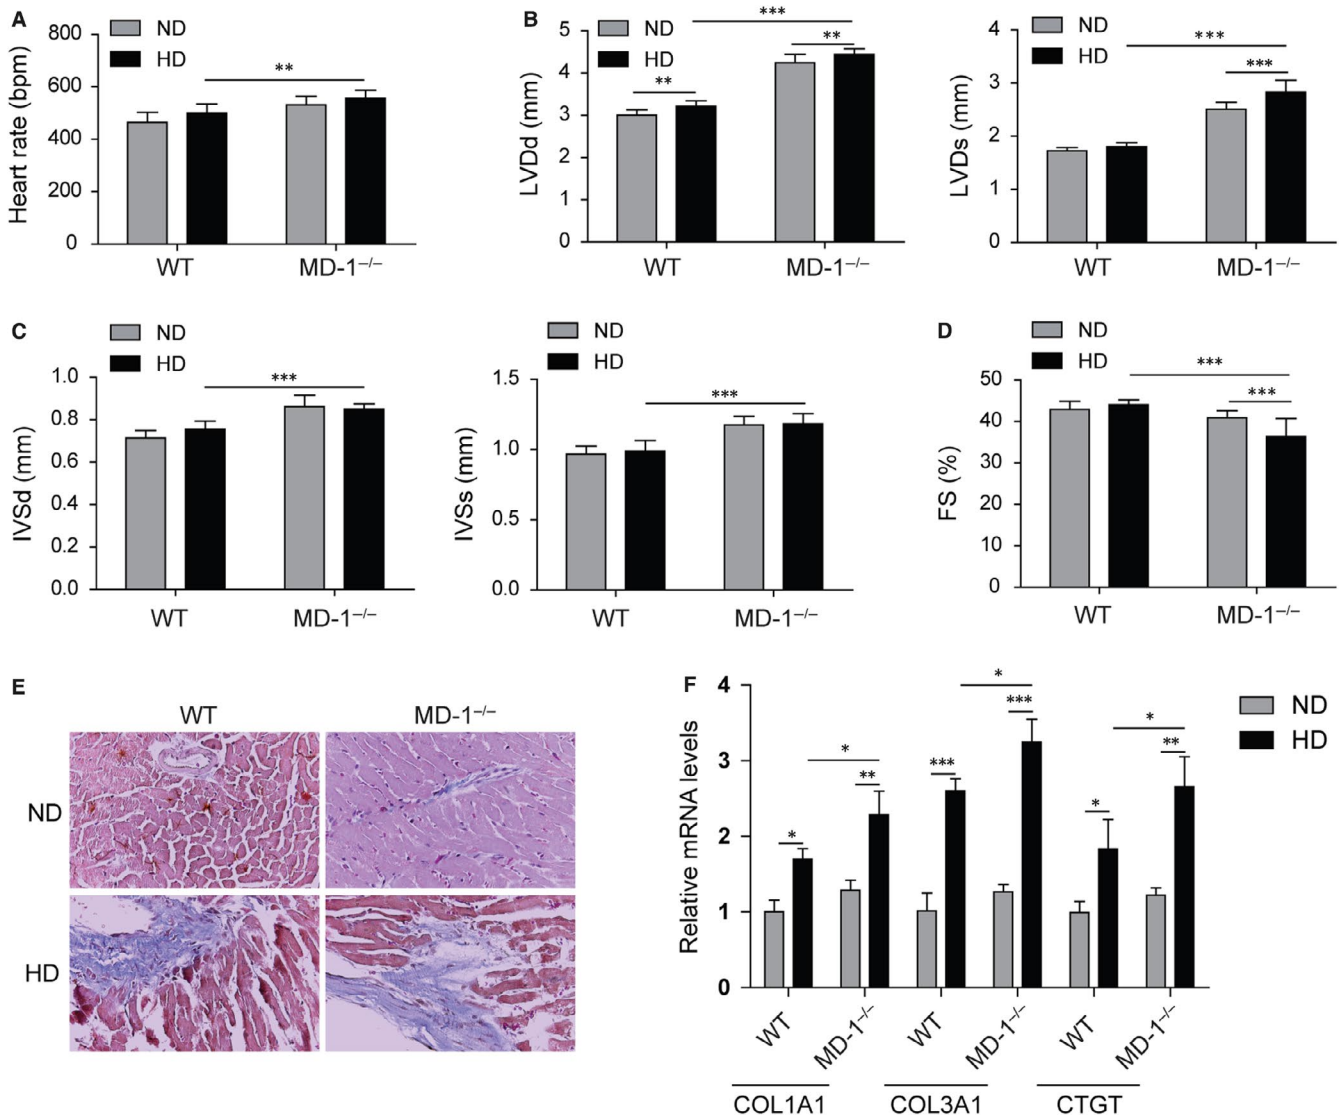 A
ND
HD
Heart rate (bpm)
800
600
400
200
0
**
WT
MD-1⁻/⁻
B
ND
HD
LVDd (mm)
5
4
3
2
1
0
***
**
**
WT
MD-1⁻/⁻
ND
HD
LVDs (mm)
4
3
2
1
0
***
***
WT
MD-1⁻/⁻
C
ND
HD
IVSd (mm)
1.0
0.8
0.6
0.4
0.2
0.0
***
WT
MD-1⁻/⁻
ND
HD
IVSs (mm)
1.5
1.0
0.5
0.0
***
WT
MD-1⁻/⁻
D
ND
HD
FS (%)
50
40
30
20
10
0
***
***
WT
MD-1⁻/⁻
E
WT
MD-1⁻/⁻
ND
HD
F
Relative mRNA levels
4
3
2
1
0
ND
HD
*
*
**
***
*
***
*
*
**
WT
MD-1⁻/⁻
WT
MD-1⁻/⁻
WT
MD-1⁻/⁻
COL1A1
COL3A1
CTGT